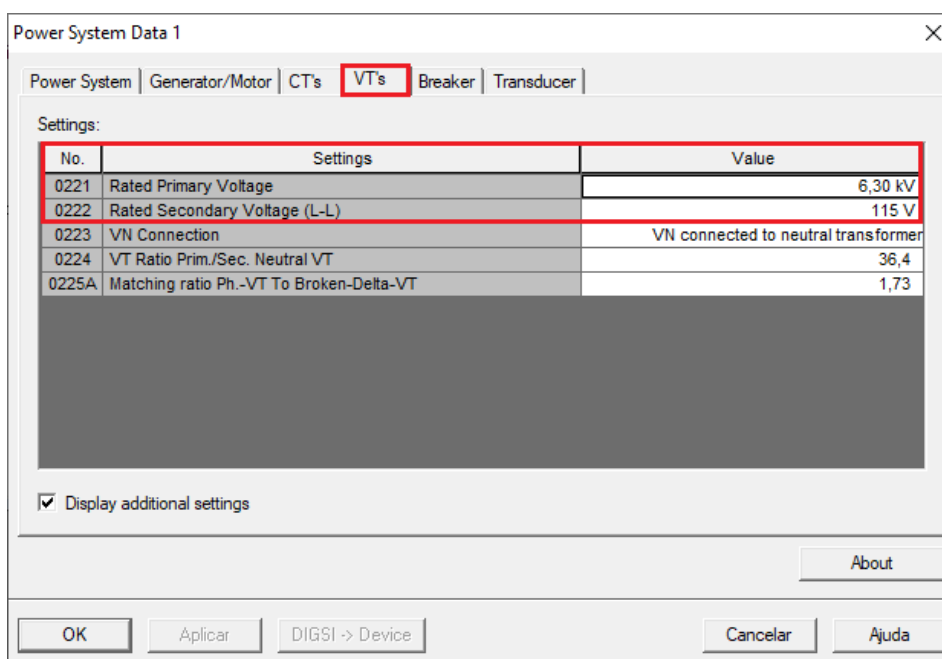 Power System Data 1
Power System Generator/Motor CT's VT's Breaker Transducer
Settings:
No. Settings Value
0221 Rated Primary Voltage 6,30 kV
0222 Rated Secondary Voltage (L-L) 115 V
0223 VN Connection VN connected to neutral transformer
0224 VT Ratio Prim./Sec. Neutral VT 36,4
0225A Matching ratio Ph.-VT To Broken-Delta-VT 1,73
Display additional settings
About
OK Aplicar DIGSI -> Device Cancelar Ajuda